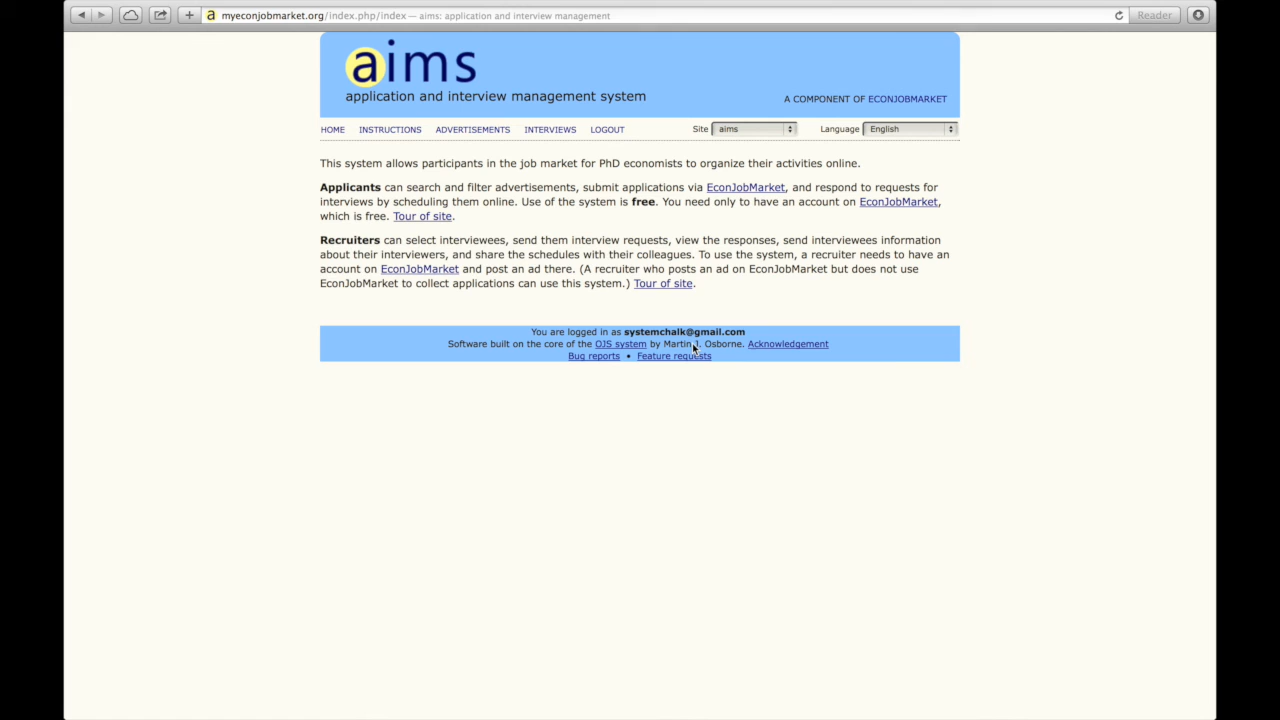 myeconjobmarket.org/index.php/index — aims: application and interview management
Reader
aims
application and interview management system
A COMPONENT OF ECONJOBMARKET
HOME INSTRUCTIONS ADVERTISEMENTS INTERVIEWS LOGOUT Site aims Language English
This system allows participants in the job market for PhD economists to organize their activities online.
Applicants can search and filter advertisements, submit applications via EconJobMarket, and respond to requests for
interviews by scheduling them online. Use of the system is free. You need only to have an account on EconJobMarket,
which is free. Tour of site.
Recruiters can select interviewees, send them interview requests, view the responses, send interviewees information
about their interviewers, and share the schedules with their colleagues. To use the system, a recruiter needs to have an
account on EconJobMarket and post an ad there. (A recruiter who posts an ad on EconJobMarket but does not use
EconJobMarket to collect applications can use this system.) Tour of site.
You are logged in as systemchalk@gmail.com
Software built on the core of the OJS system by Martin J. Osborne. Acknowledgement
Bug reports • Feature requests